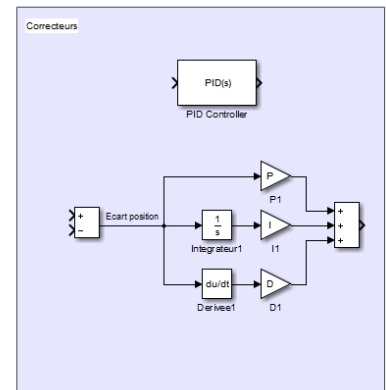 Correcteurs
PID(s)
PID Controller
P
P1
+
−
Ecart position
1
s
Integrateur1
I
I1
+
+
+
du/dt
Derivee1
D
D1